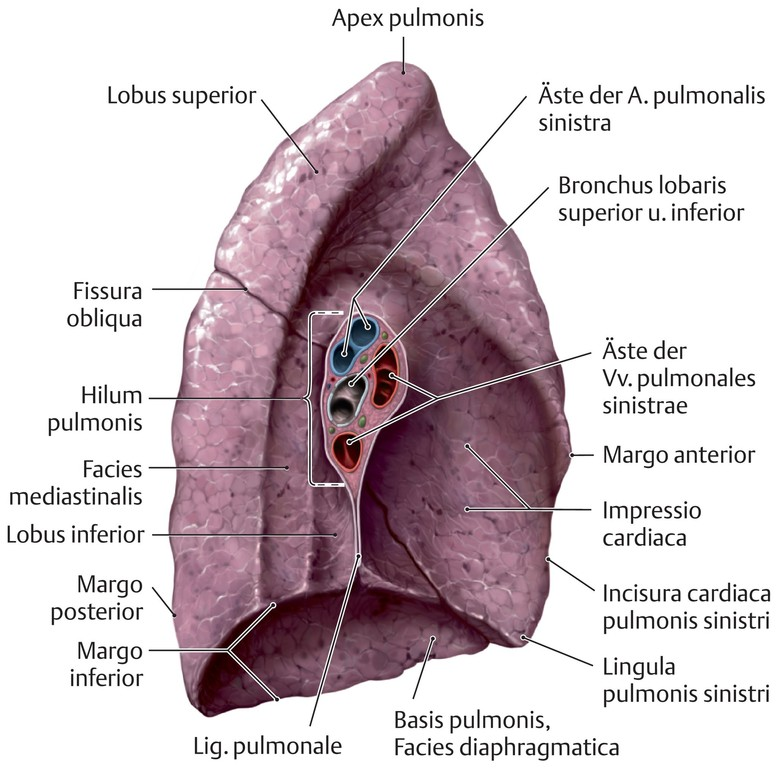 Apex pulmonis
Lobus superior
Äste der A. pulmonalis
sinistra
Bronchus lobaris
superior u. inferior
Fissura
obliqua
Äste der
Vv. pulmonales
sinistrae
Hilum
pulmonis
Margo anterior
Facies
mediastinalis
Impressio
cardiaca
Lobus inferior
Margo
posterior
Incisura cardiaca
pulmonis sinistri
Margo
inferior
Lingula
pulmonis sinistri
Lig. pulmonale
Basis pulmonis,
Facies diaphragmatica